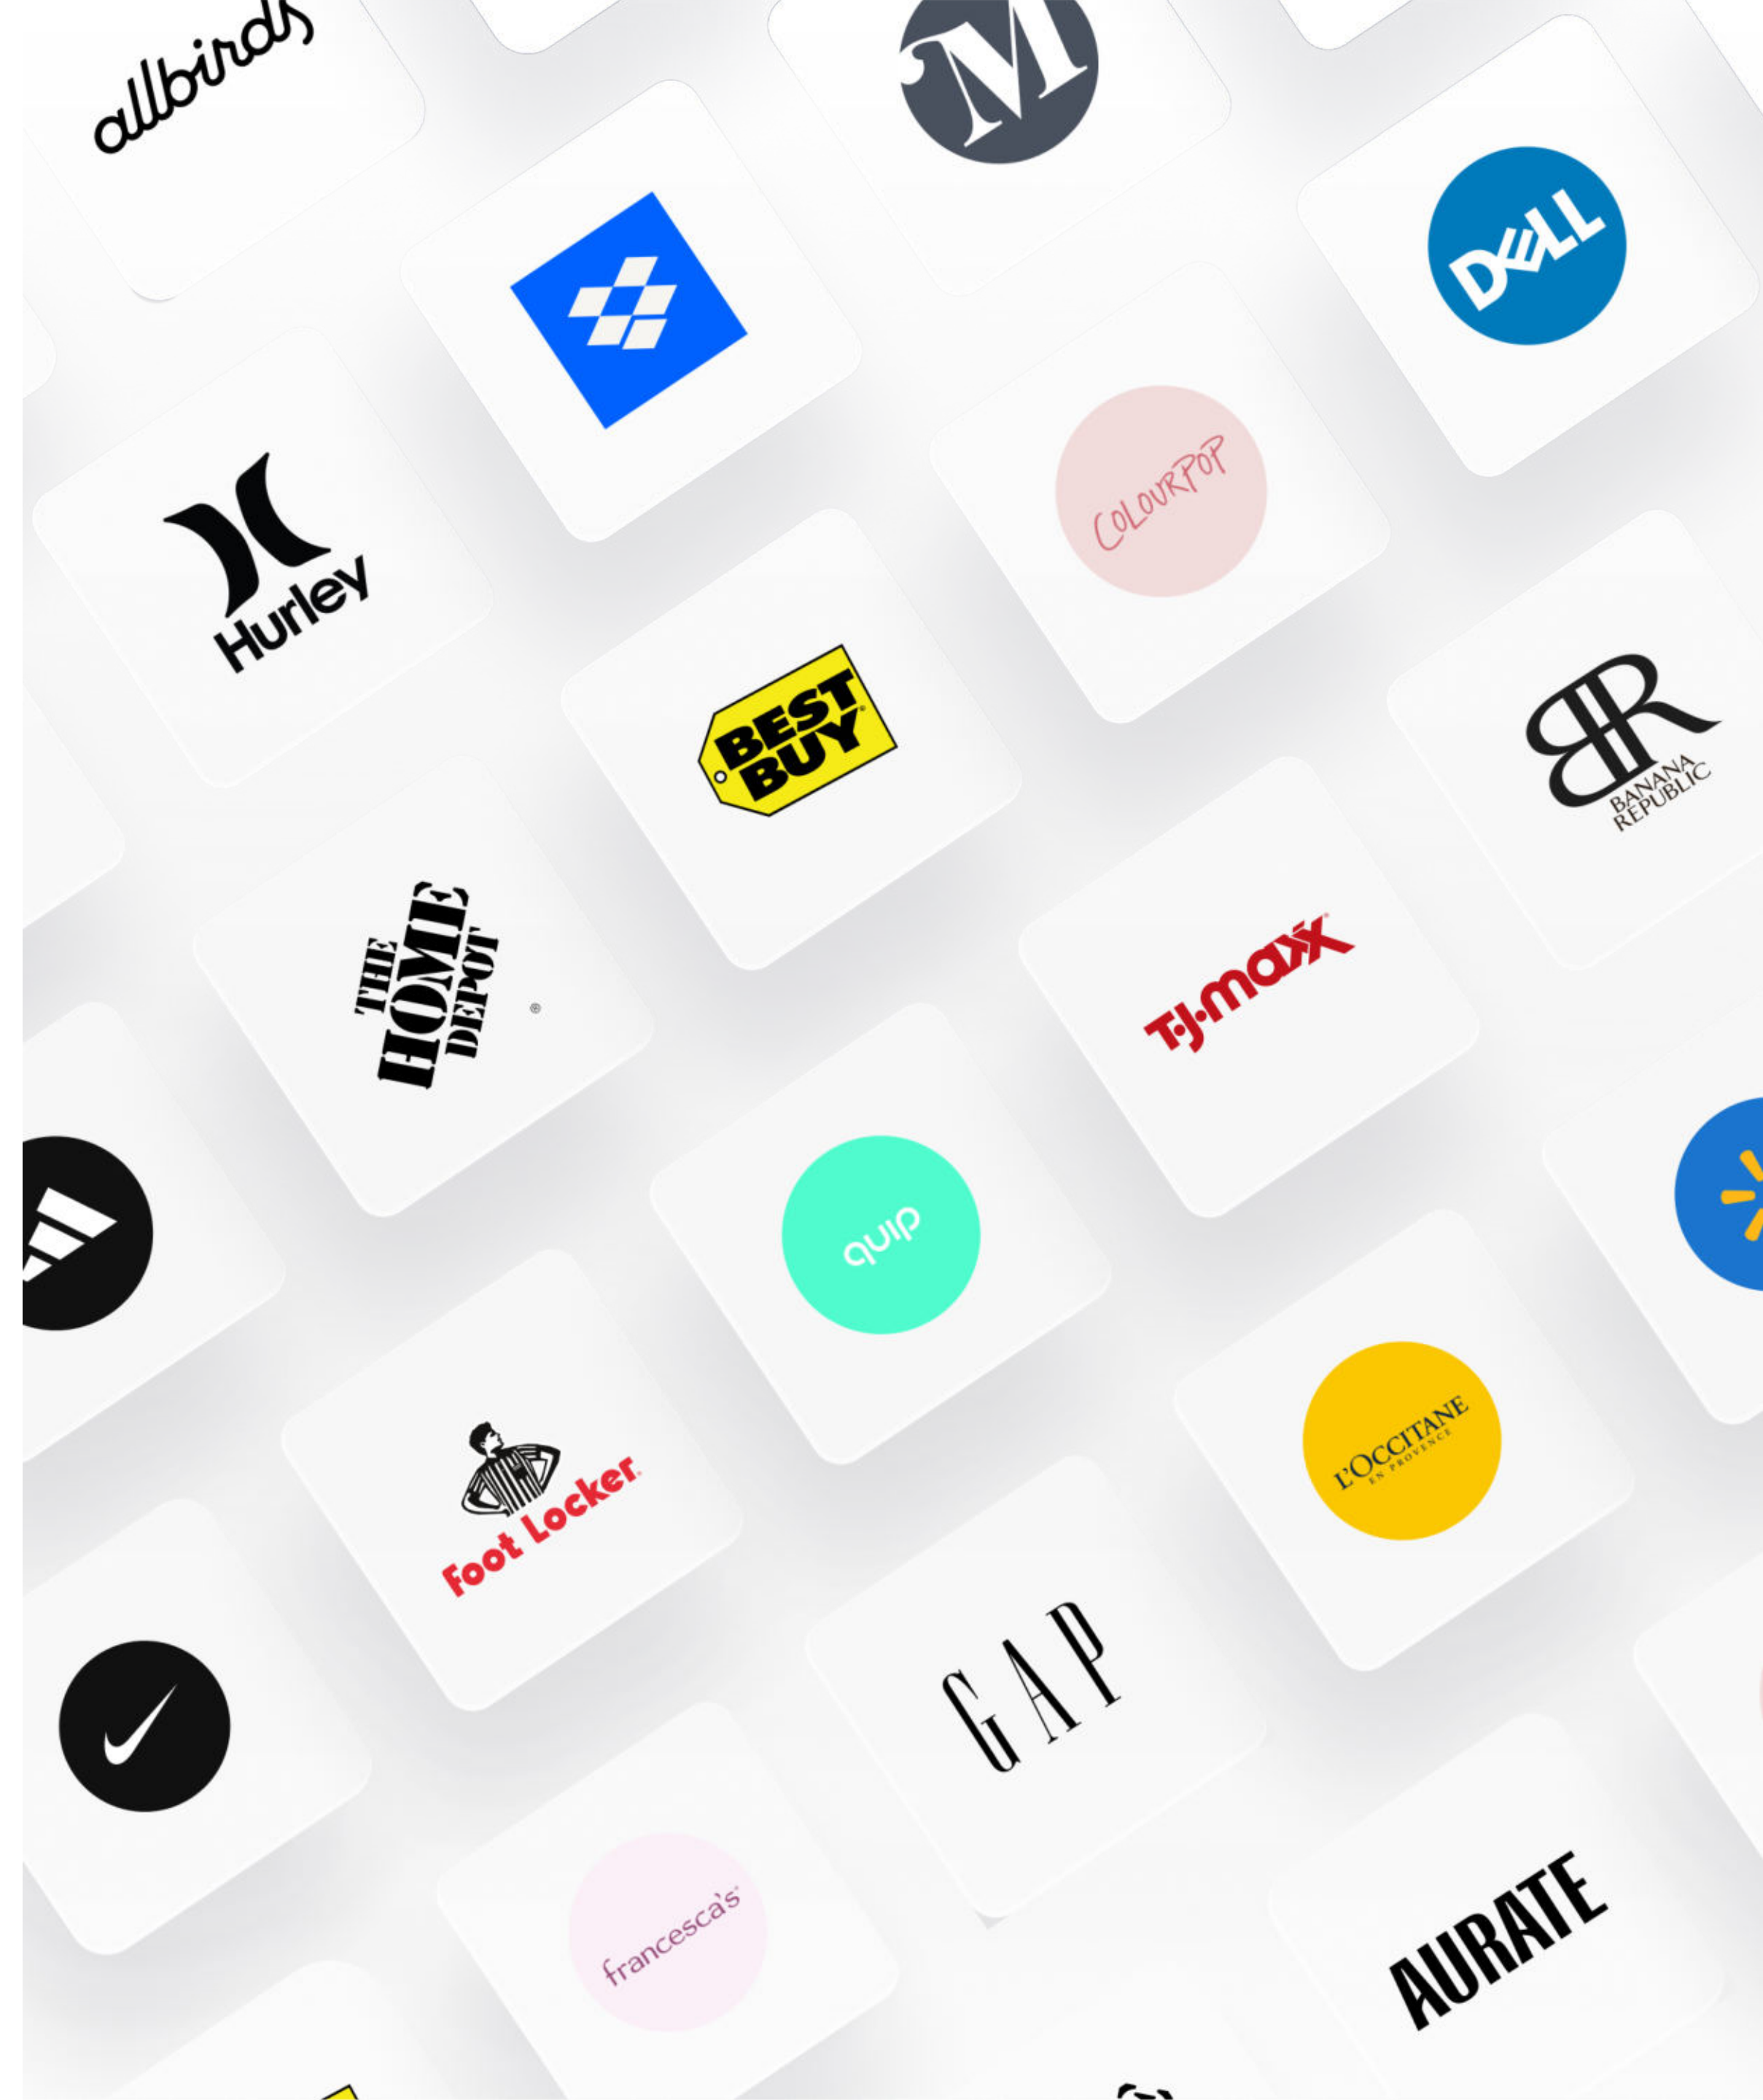 allbirds
M
DELL
COLOURPOP
Hurley
BEST
BUY
®
BANANA
REPUBLIC
THE
HOME
DEPOT
®
T·J·maxx
quip
L'OCCITANE
EN PROVENCE
Foot Locker
GAP
francesca's
AURATE